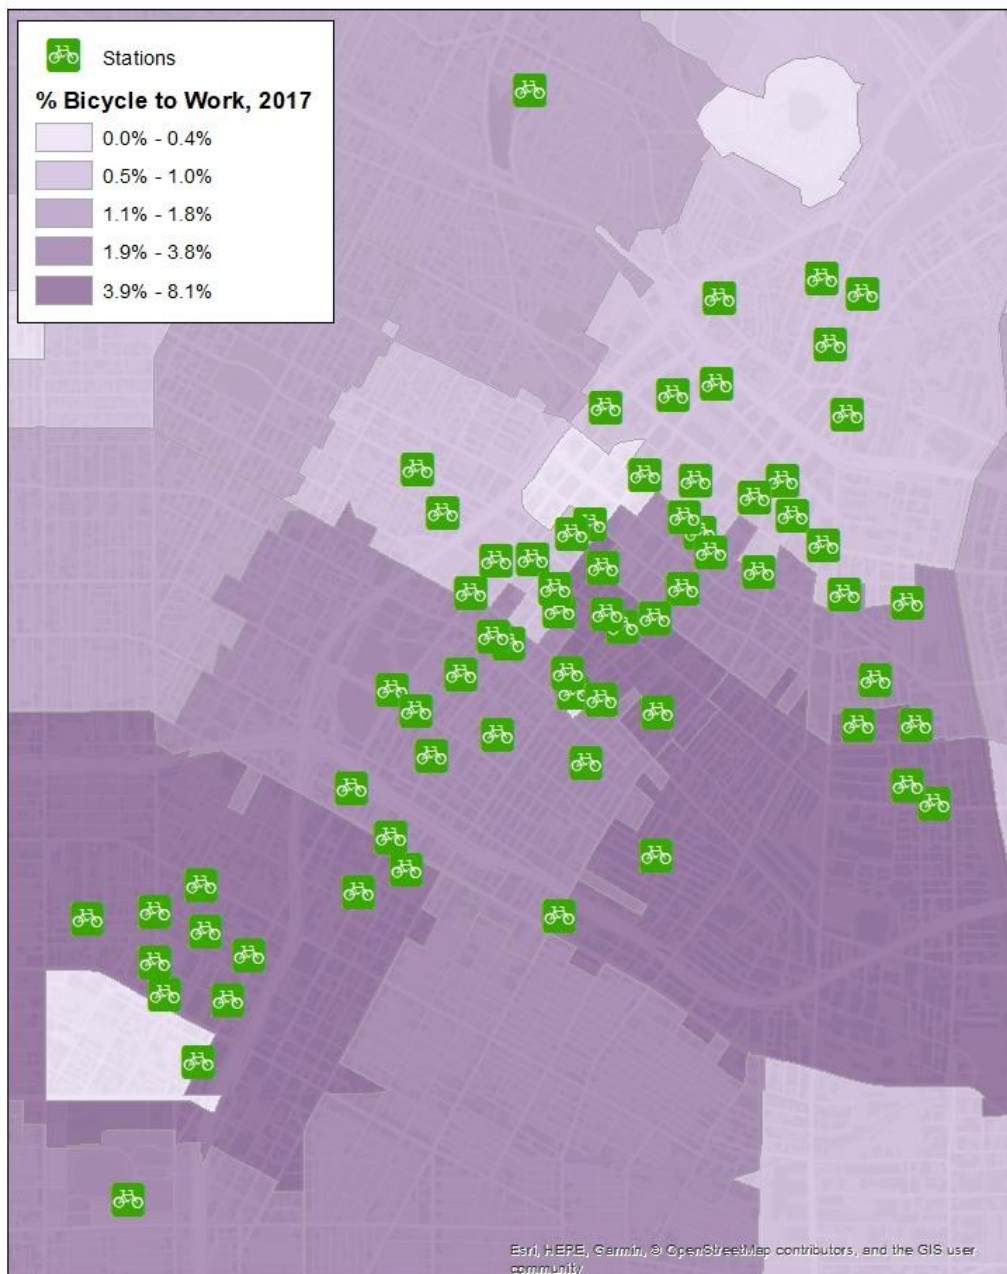 Stations
% Bicycle to Work, 2017
0.0% - 0.4%
0.5% - 1.0%
1.1% - 1.8%
1.9% - 3.8%
3.9% - 8.1%
Esri, HERE, Garmin, © OpenStreetMap contributors, and the GIS user
community